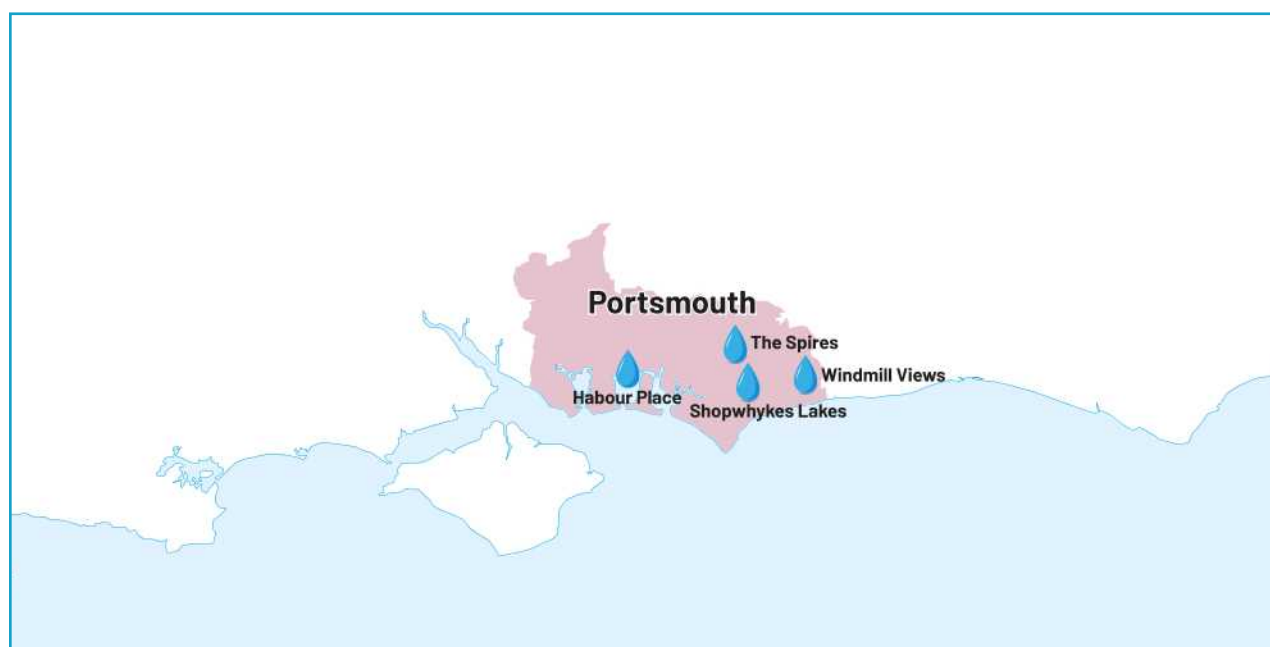 Portsmouth
The Spires
Windmill Views
Habour Place
Shopwhykes Lakes